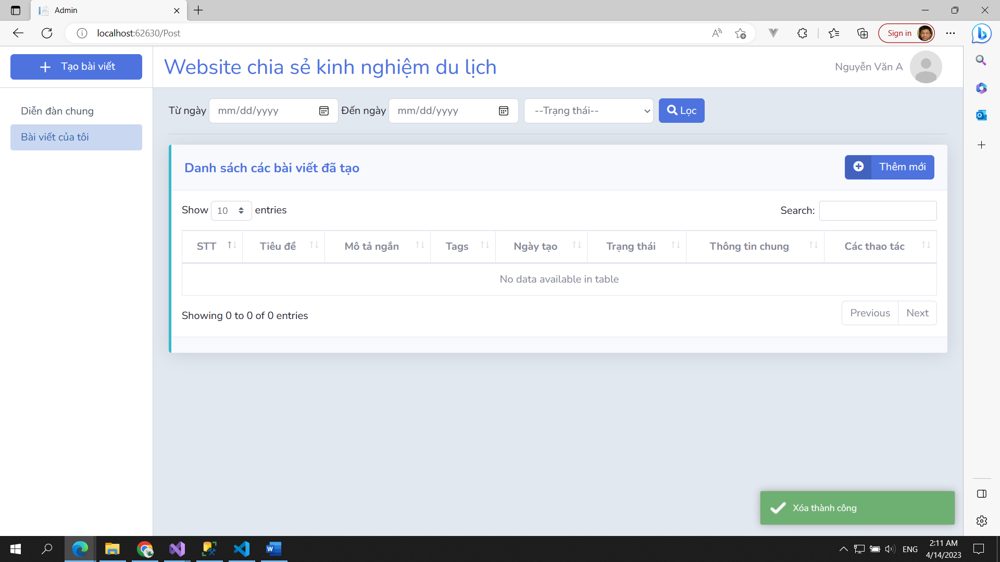 Admin
localhost:62630/Post
Sign in
Tạo bài viết
Website chia sẻ kinh nghiệm du lịch
Nguyễn Văn A
Diễn đàn chung
Bài viết của tôi
Từ ngày mm/dd/yyyy Đến ngày mm/dd/yyyy --Trạng thái-- Lọc
Danh sách các bài viết đã tạo
Thêm mới
Show 10 entries
Search:
STT Tiêu đề Mô tả ngắn Tags Ngày tạo Trạng thái Thông tin chung Các thao tác
No data available in table
Showing 0 to 0 of 0 entries
Previous Next
Xóa thành công
ENG
2:11 AM
4/14/2023